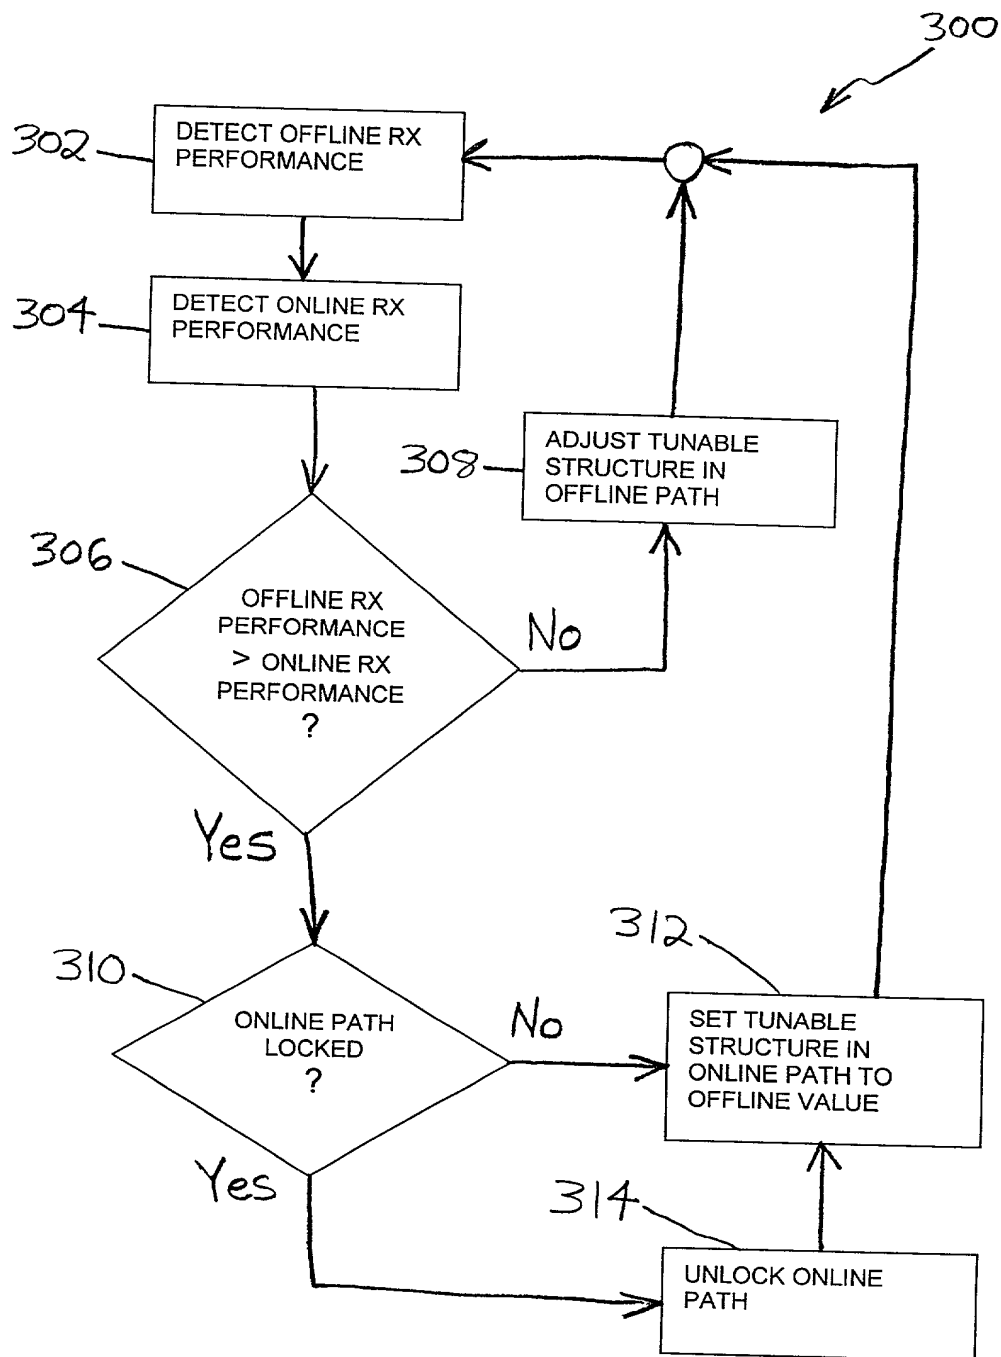 300
302
DETECT OFFLINE RX
PERFORMANCE
304
DETECT ONLINE RX
PERFORMANCE
308
ADJUST TUNABLE
STRUCTURE IN
OFFLINE PATH
306
OFFLINE RX
PERFORMANCE
> ONLINE RX
PERFORMANCE
?
No
Yes
310
ONLINE PATH
LOCKED
?
No
312
SET TUNABLE
STRUCTURE IN
ONLINE PATH TO
OFFLINE VALUE
Yes
314
UNLOCK ONLINE
PATH